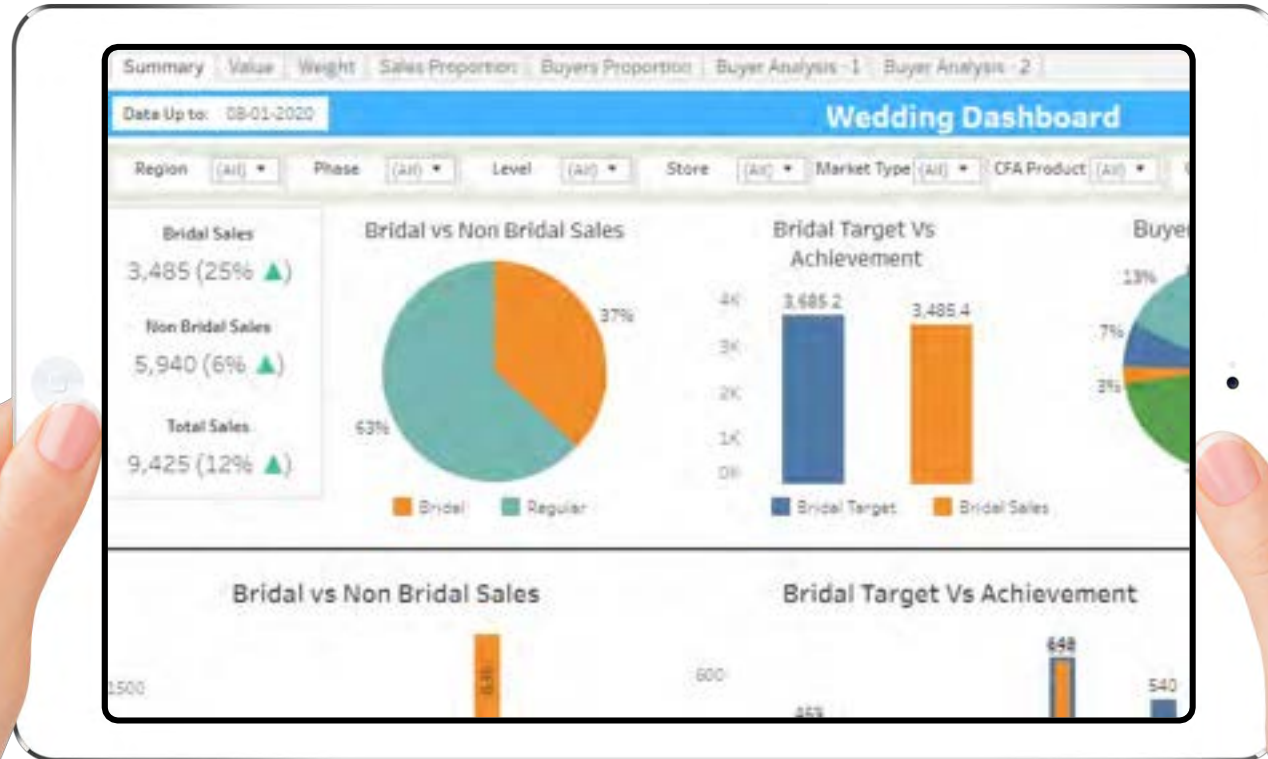 Summary Value Weight Sales Proportion Buyers Proportion Buyer Analysis - 1 Buyer Analysis - 2
Data Up to: 08-01-2020
Wedding Dashboard
Region (All) Phase (All) Level (All) Store (All) Market Type (All) CFA Product (All)
Bridal Sales
3,485 (25% ▲)
Non Bridal Sales
5,940 (6% ▲)
Total Sales
9,425 (12% ▲)
Bridal vs Non Bridal Sales
37%
63%
Bridal Regular
Bridal Target Vs
Achievement
4K
3K
2K
1K
0K
3,685.2
3,485.4
Bridal Target Bridal Sales
Buyer
13%
7%
3%
Bridal vs Non Bridal Sales
1500
Bridal Target Vs Achievement
600
648
540